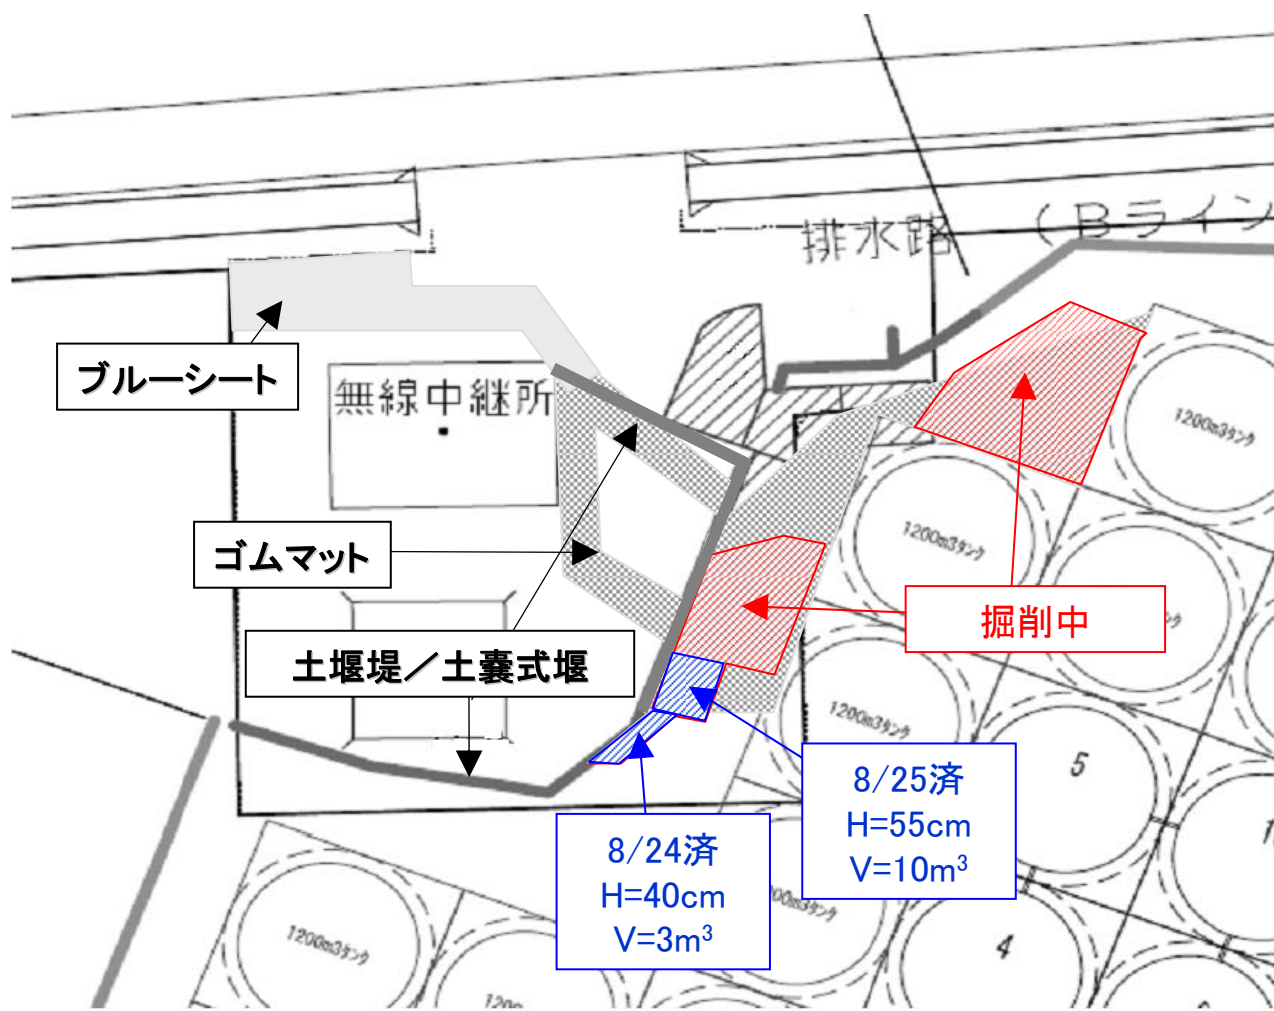 排水路 (Bライン
ブルーシート
無線中継所
1200m3タンク
1200m3タンク
ゴムマット
掘削中
土堰堤／土嚢式堰
1200m3タンク
5
8/25済
H=55cm
V=10m³
8/24済
H=40cm
V=3m³
4
1200m3タンク